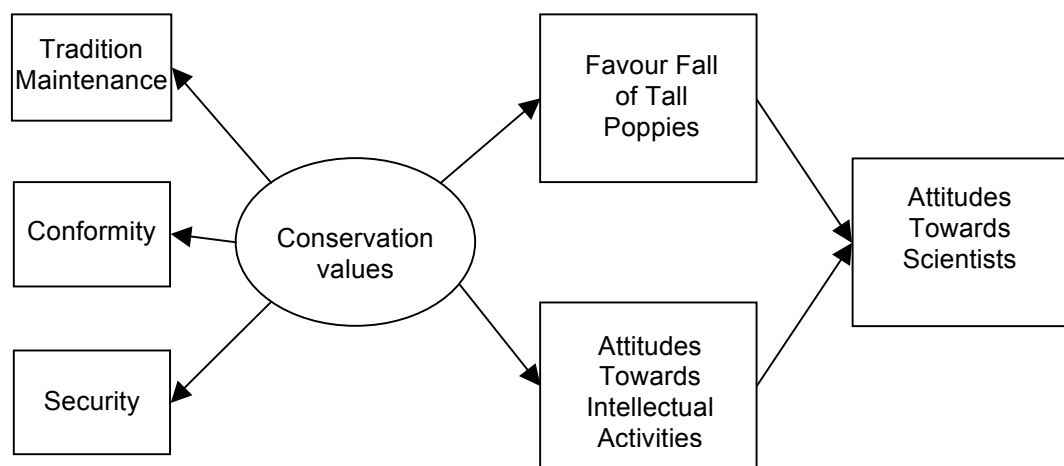 Tradition
Maintenance
Conformity
Security
Conservation
values
Favour Fall
of Tall
Poppies
Attitudes
Towards
Intellectual
Activities
Attitudes
Towards
Scientists